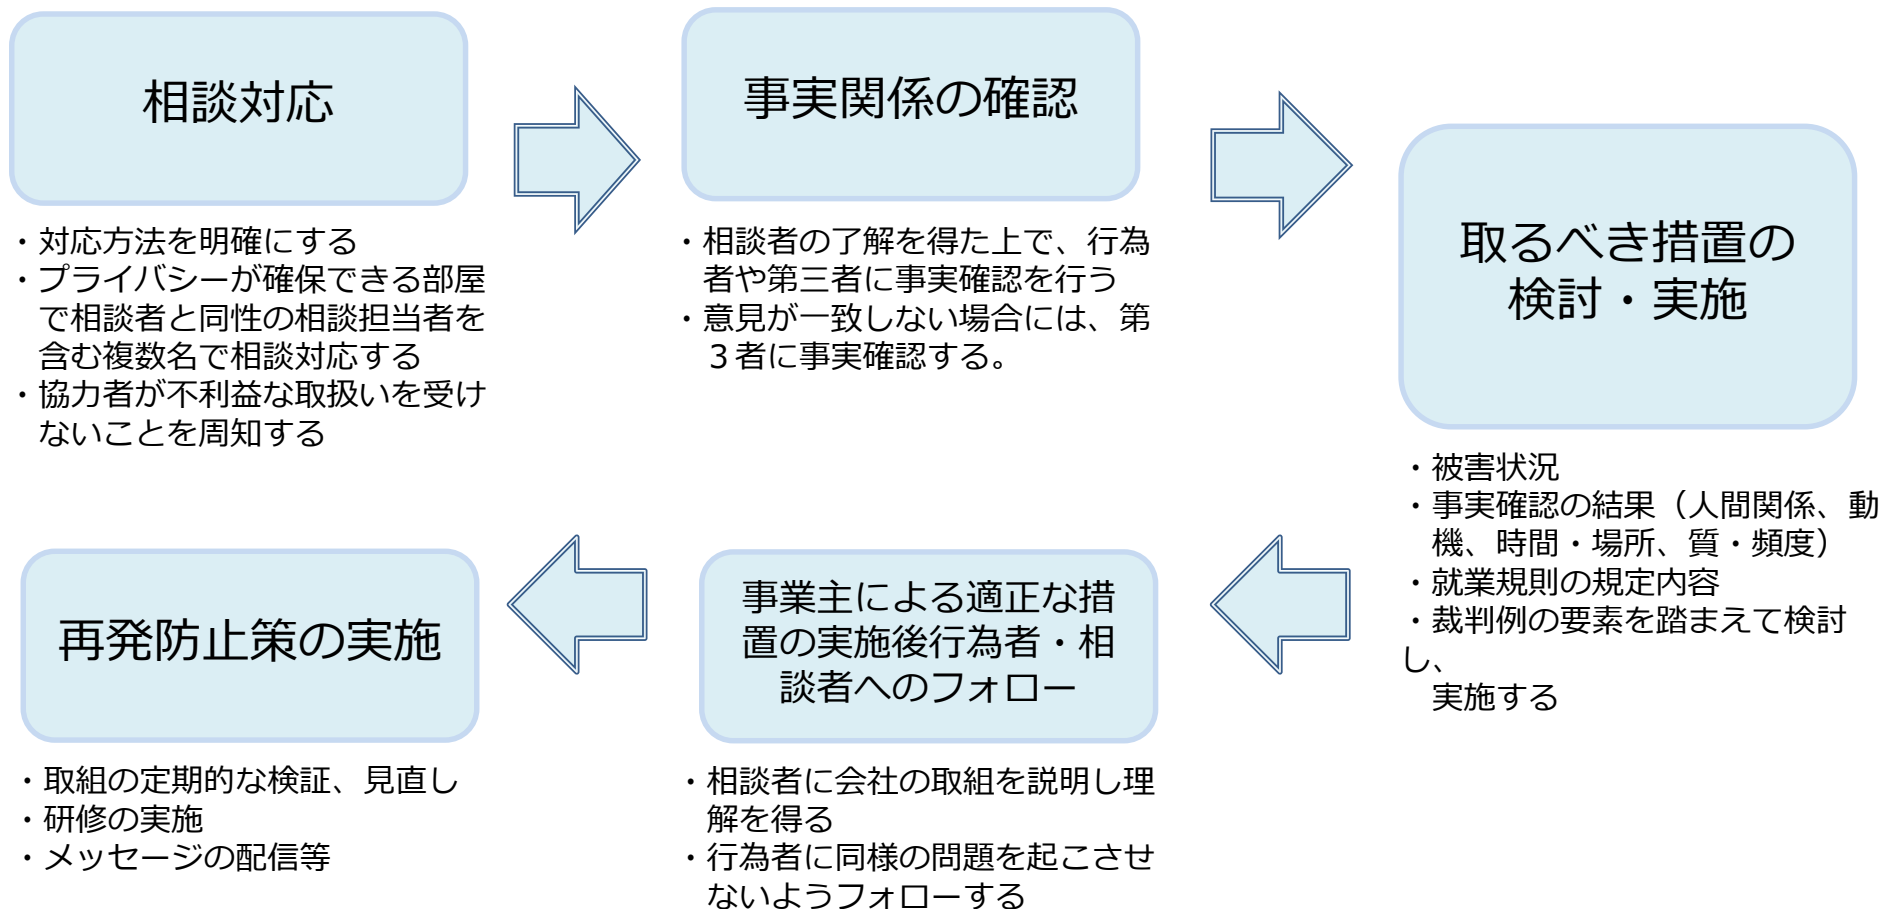 相談対応
・対応方法を明確にする
・プライバシーが確保できる部屋
で相談者と同性の相談担当者を
含む複数名で相談対応する
・協力者が不利益な取扱いを受け
ないことを周知する
事実関係の確認
・相談者の了解を得た上で、行為
者や第三者に事実確認を行う
・意見が一致しない場合には、第
３者に事実確認する。
取るべき措置の
検討・実施
・被害状況
・事実確認の結果（人間関係、動
機、時間・場所、質・頻度）
・就業規則の規定内容
・裁判例の要素を踏まえて検討
し、
実施する
事業主による適正な措
置の実施後行為者・相
談者へのフォロー
・相談者に会社の取組を説明し理
解を得る
・行為者に同様の問題を起こさせ
ないようフォローする
再発防止策の実施
・取組の定期的な検証、見直し
・研修の実施
・メッセージの配信等